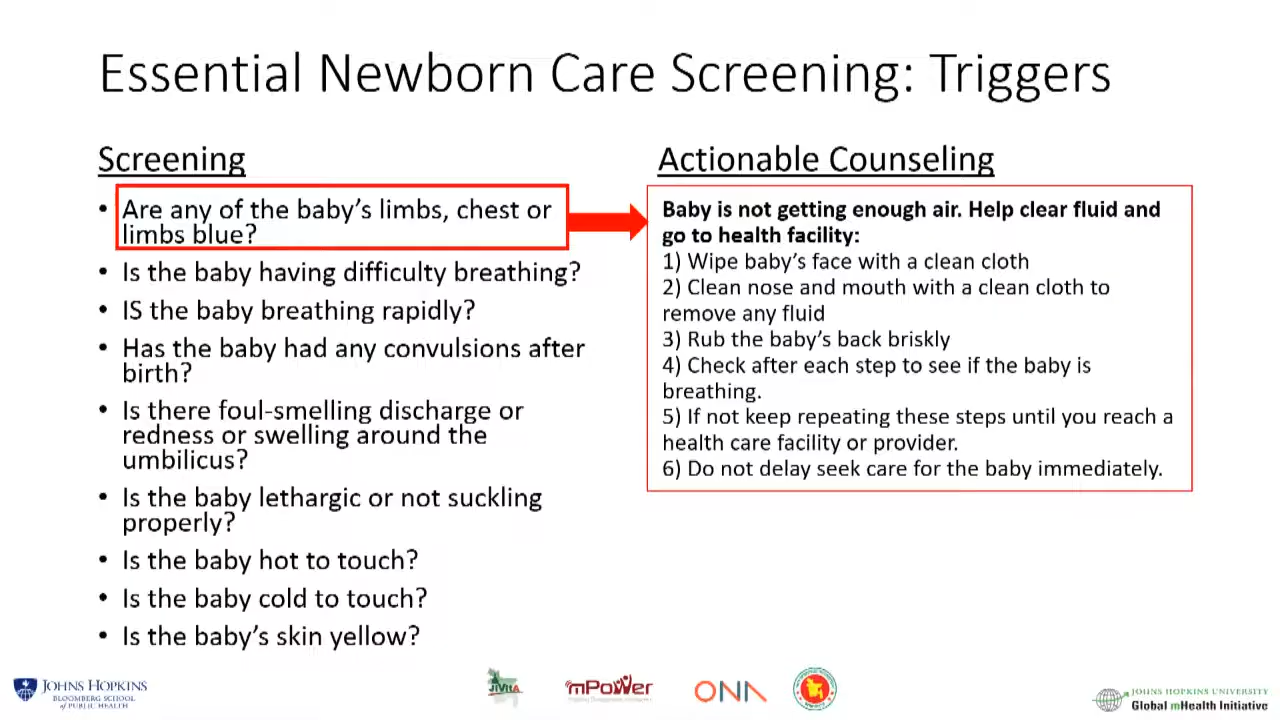 Essential Newborn Care Screening: Triggers
Screening
• Are any of the baby's limbs, chest or
limbs blue?
• Is the baby having difficulty breathing?
• IS the baby breathing rapidly?
• Has the baby had any convulsions after
birth?
• Is there foul-smelling discharge or
redness or swelling around the
umbilicus?
• Is the baby lethargic or not suckling
properly?
• Is the baby hot to touch?
• Is the baby cold to touch?
• Is the baby's skin yellow?
Actionable Counseling
Baby is not getting enough air. Help clear fluid and
go to health facility:
1) Wipe baby's face with a clean cloth
2) Clean nose and mouth with a clean cloth to
remove any fluid
3) Rub the baby's back briskly
4) Check after each step to see if the baby is
breathing.
5) If not keep repeating these steps until you reach a
health care facility or provider.
6) Do not delay seek care for the baby immediately.
JOHNS HOPKINS
BLOOMBERG SCHOOL
of PUBLIC HEALTH
JiVitA
mPower
ONA
JOHNS HOPKINS UNIVERSITY
Global mHealth Initiative